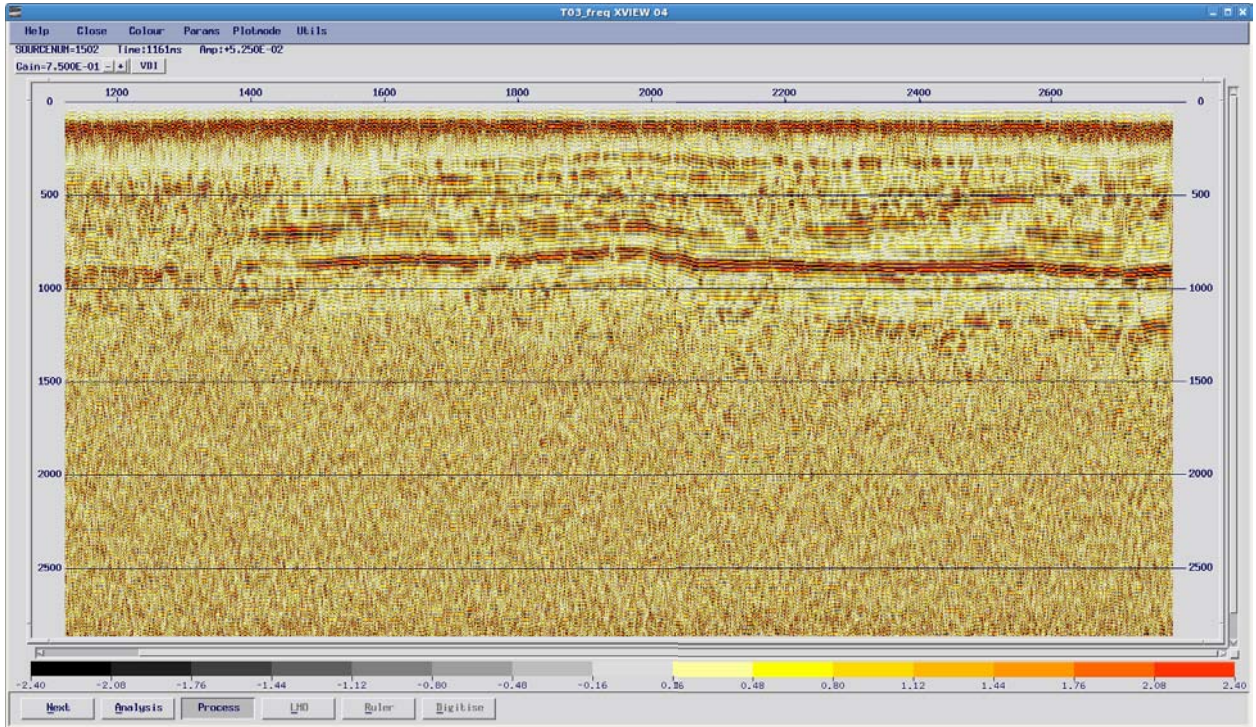 T03_freq XVIEW 04
Help Close Colour Params Plotmode Utils
SOURCENUM=1502 Time:1161ms Amp:+5.250E-02
Gain=7.500E-01 - + VDI
1200 1400 1600 1800 2000 2200 2400 2600
0 0
500 500
1000 1000
1500 1500
2000 2000
2500 2500
-2.40 -2.08 -1.76 -1.44 -1.12 -0.80 -0.48 -0.16 0.16 0.48 0.80 1.12 1.44 1.76 2.08 2.40
Next Analysis Process LMO Ruler Digitise